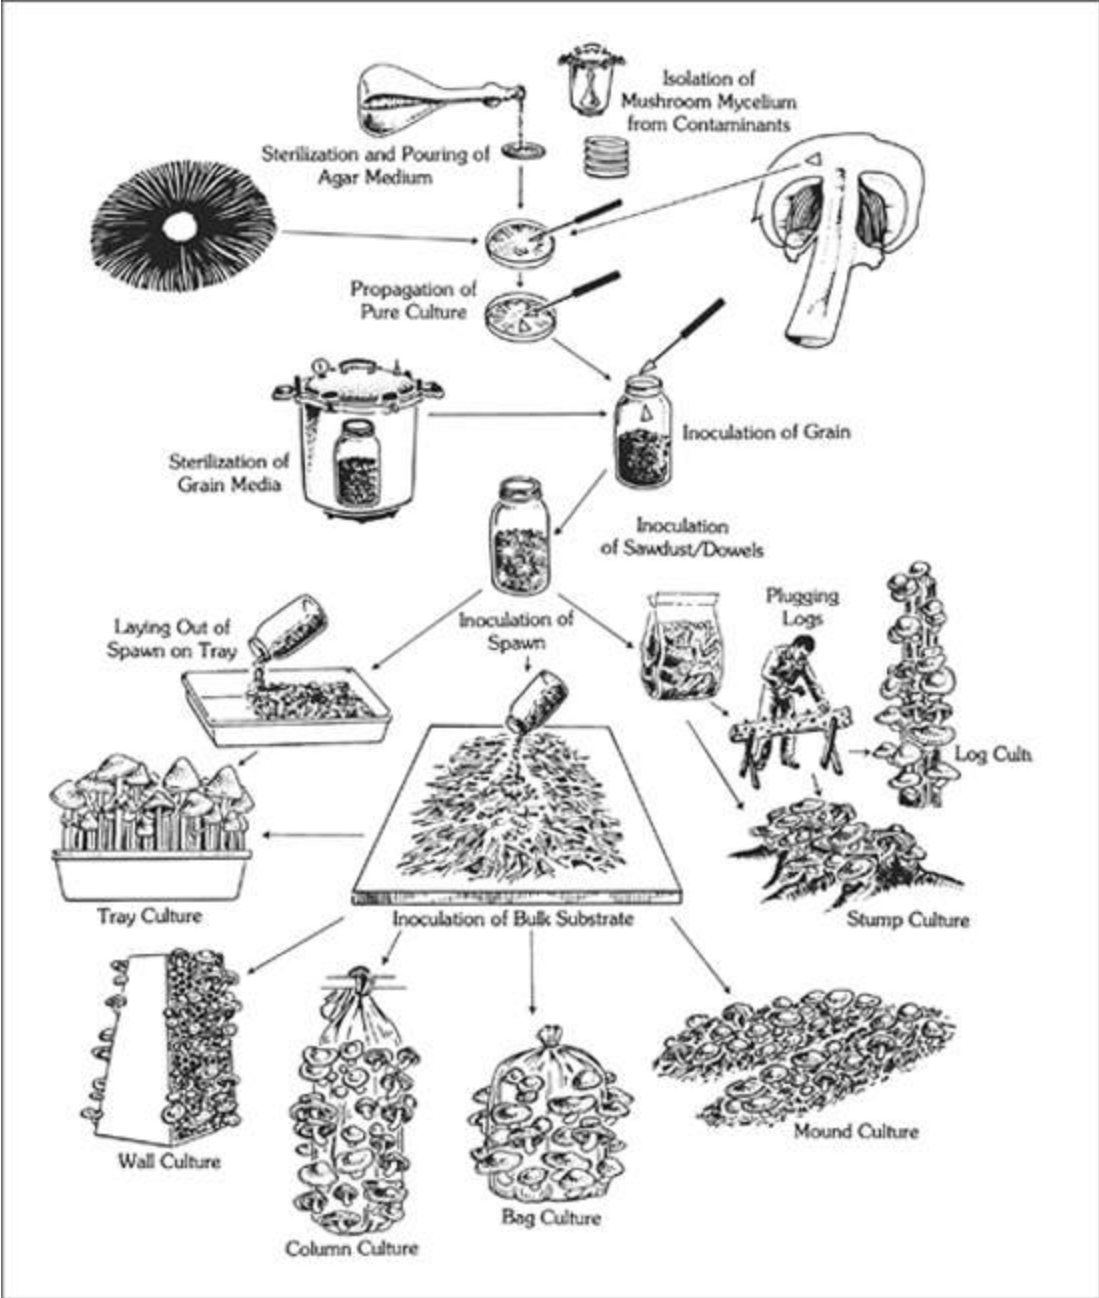 Isolation of
Mushroom Mycelium
from Contaminants
Sterilization and Pouring of
Agar Medium
Propagation of
Pure Culture
Inoculation of Grain
Sterilization of
Grain Media
Inoculation
of Sawdust/Dowels
Plugging
Logs
Laying Out of
Spawn on Tray
Inoculation of
Spawn
Log Cultı
Tray Culture
Inoculation of Bulk Substrate
Stump Culture
Mound Culture
Wall Culture
Bag Culture
Column Culture